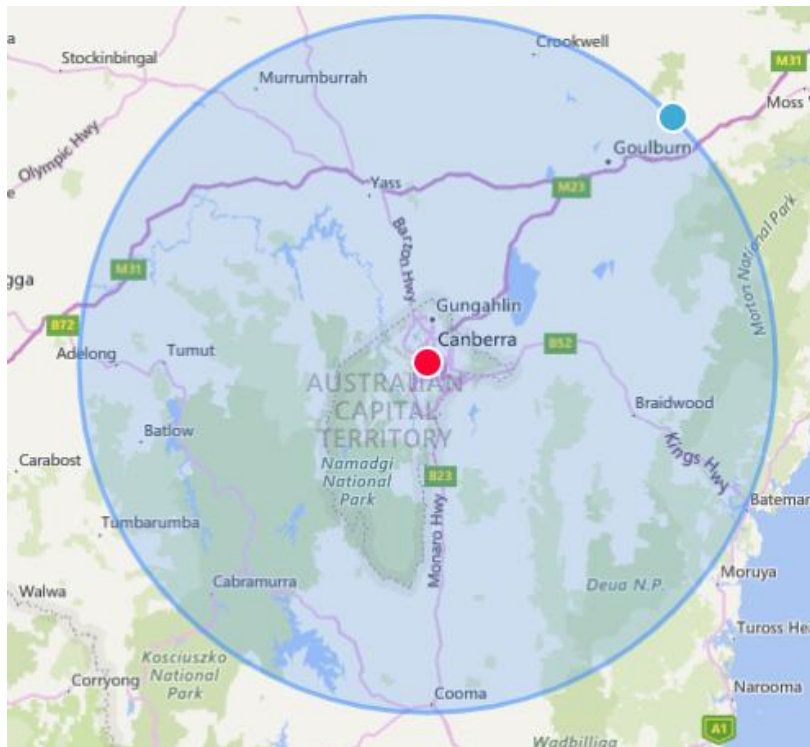 Crookwell
Stockinbingal
M31
Murrumburrah
Moss
Olympic Hwy
Goulburn
Yass
M23
Barton Hwy
Morton National Park
M31
gga
Gungahlin
B72
Canberra
B52
Adelong
Tumut
AUSTRALIAN
CAPITAL
TERRITORY
Braidwood
Batlow
Kings Hwy
Carabost
Namadgi
National
Park
B23
Bateman
Tumbarumba
Monaro Hwy
Cabramurra
Deua N.P.
Moruya
Walwa
Tuross Hea
Kosciuszko
National
Park
Corryong
Cooma
Narooma
A1
Wadbilliga